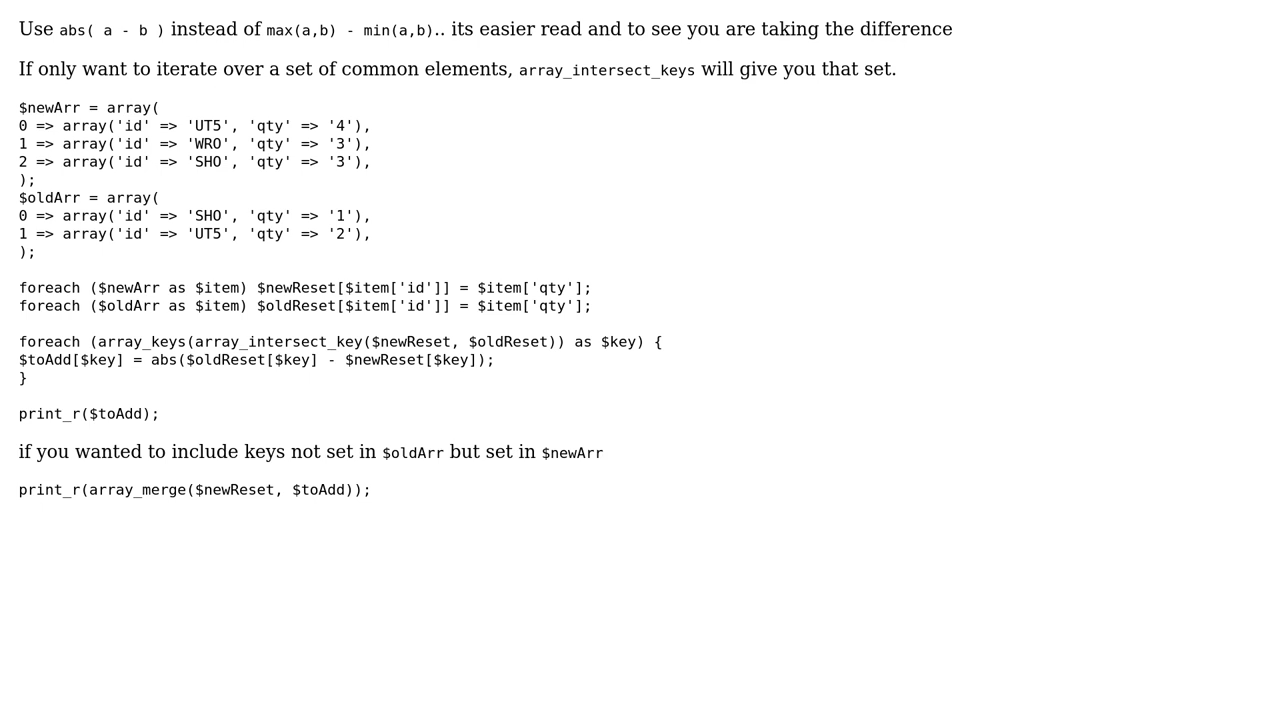 Use abs( a - b ) instead of max(a,b) - min(a,b).. its easier read and to see you are taking the difference
If only want to iterate over a set of common elements, array_intersect_keys will give you that set.
$newArr = array(
0 => array('id' => 'UT5', 'qty' => '4'),
1 => array('id' => 'WRO', 'qty' => '3'),
2 => array('id' => 'SHO', 'qty' => '3'),
);
$oldArr = array(
0 => array('id' => 'SHO', 'qty' => '1'),
1 => array('id' => 'UT5', 'qty' => '2'),
);
foreach ($newArr as $item) $newReset[$item['id']] = $item['qty'];
foreach ($oldArr as $item) $oldReset[$item['id']] = $item['qty'];
foreach (array_keys(array_intersect_key($newReset, $oldReset)) as $key) {
$toAdd[$key] = abs($oldReset[$key] - $newReset[$key]);
}
print_r($toAdd);
if you wanted to include keys not set in $oldArr but set in $newArr
print_r(array_merge($newReset, $toAdd));